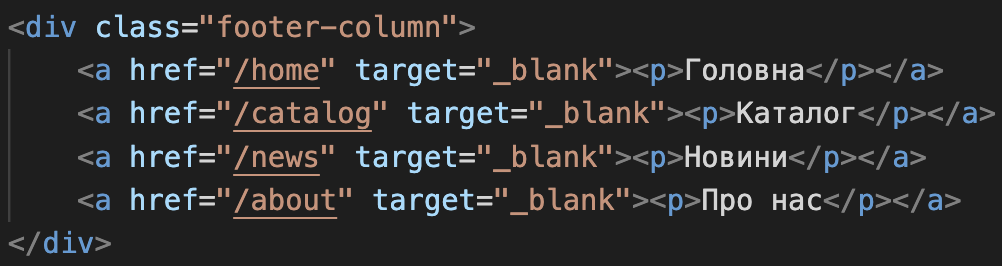 <div class="footer-column">
<a href="/home" target="_blank"><p>Головна</p></a>
<a href="/catalog" target="_blank"><p>Каталог</p></a>
<a href="/news" target="_blank"><p>Новини</p></a>
<a href="/about" target="_blank"><p>Про нас</p></a>
</div>